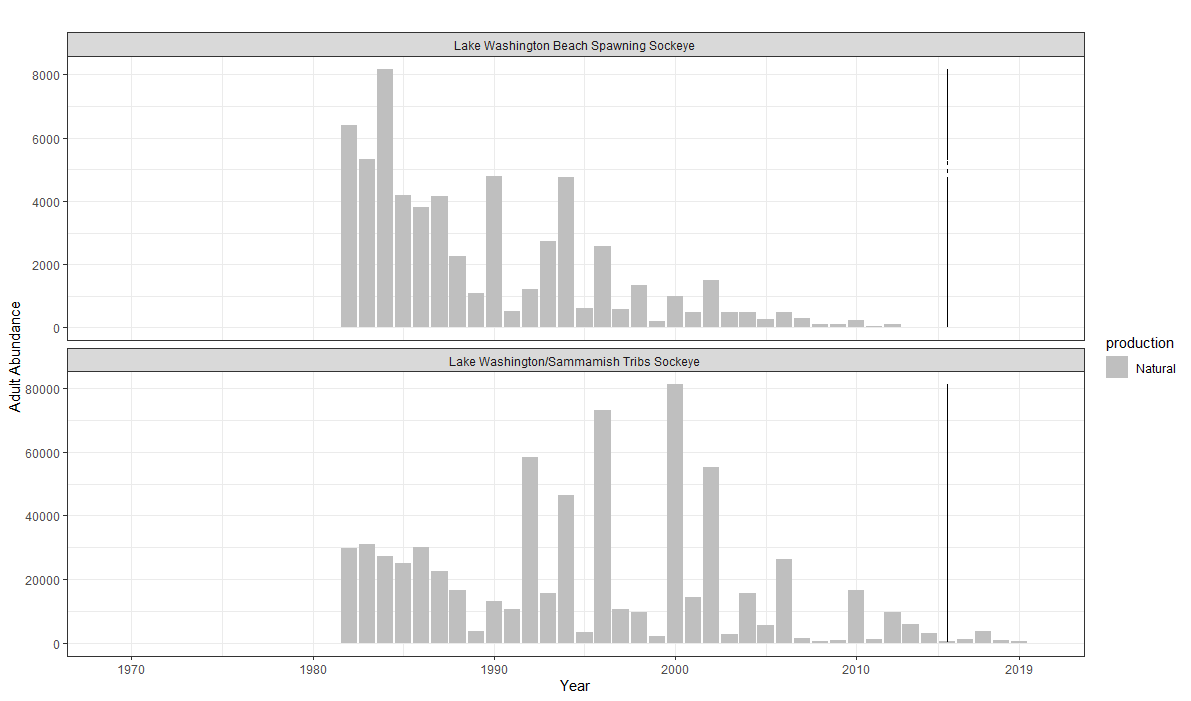 Lake Washington Beach Spawning Sockeye
8000
6000
4000
2000
0
Adult Abundance
Lake Washington/Sammamish Tribs Sockeye
80000
60000
40000
20000
0
1970 1980 1990 2000 2010 2019
Year
production
Natural